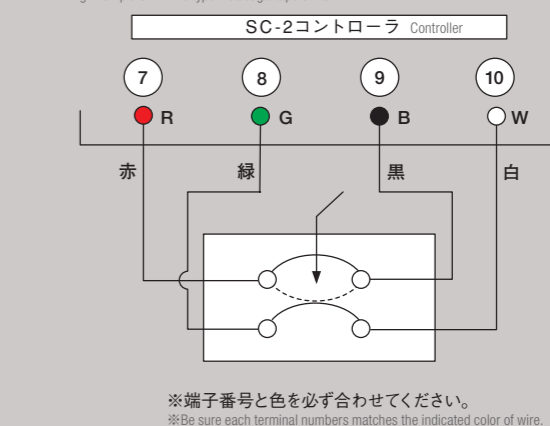 SC-2コントローラ Controller
7 8 9 10
R G B W
赤 緑 黒 白
※端子番号と色を必ず合わせてください。
※Be sure each terminal numbers matches the indicated color of wire.